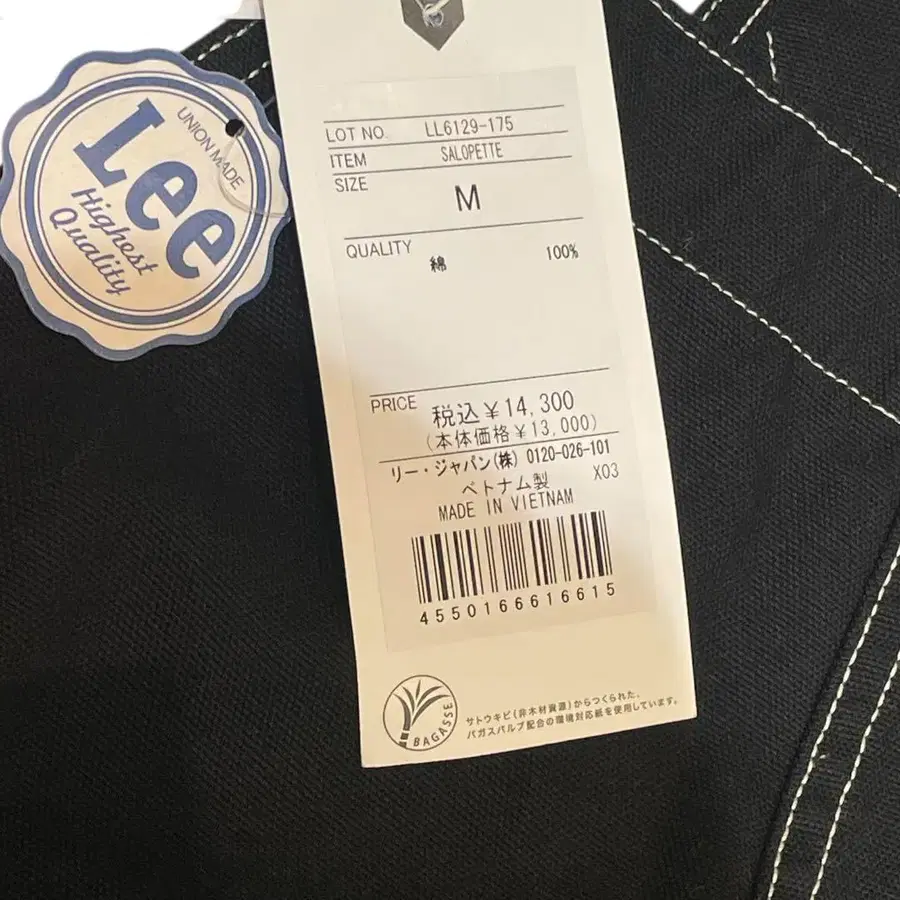 UNION MADE
Lee
Highest
Quality
LOT NO. LL6129-175
ITEM SALOPETTE
SIZE M
QUALITY 綿 100%
PRICE 税込¥14,300
(本体価格¥13,000)
リー・ジャパン(株) 0120-026-101
ベトナム製 X03
MADE IN VIETNAM
4550166616615
BAGASSE
サトウキビ(非木材資源)からつくられた、
バガスパルプ配合の環境対応紙を使用しています。